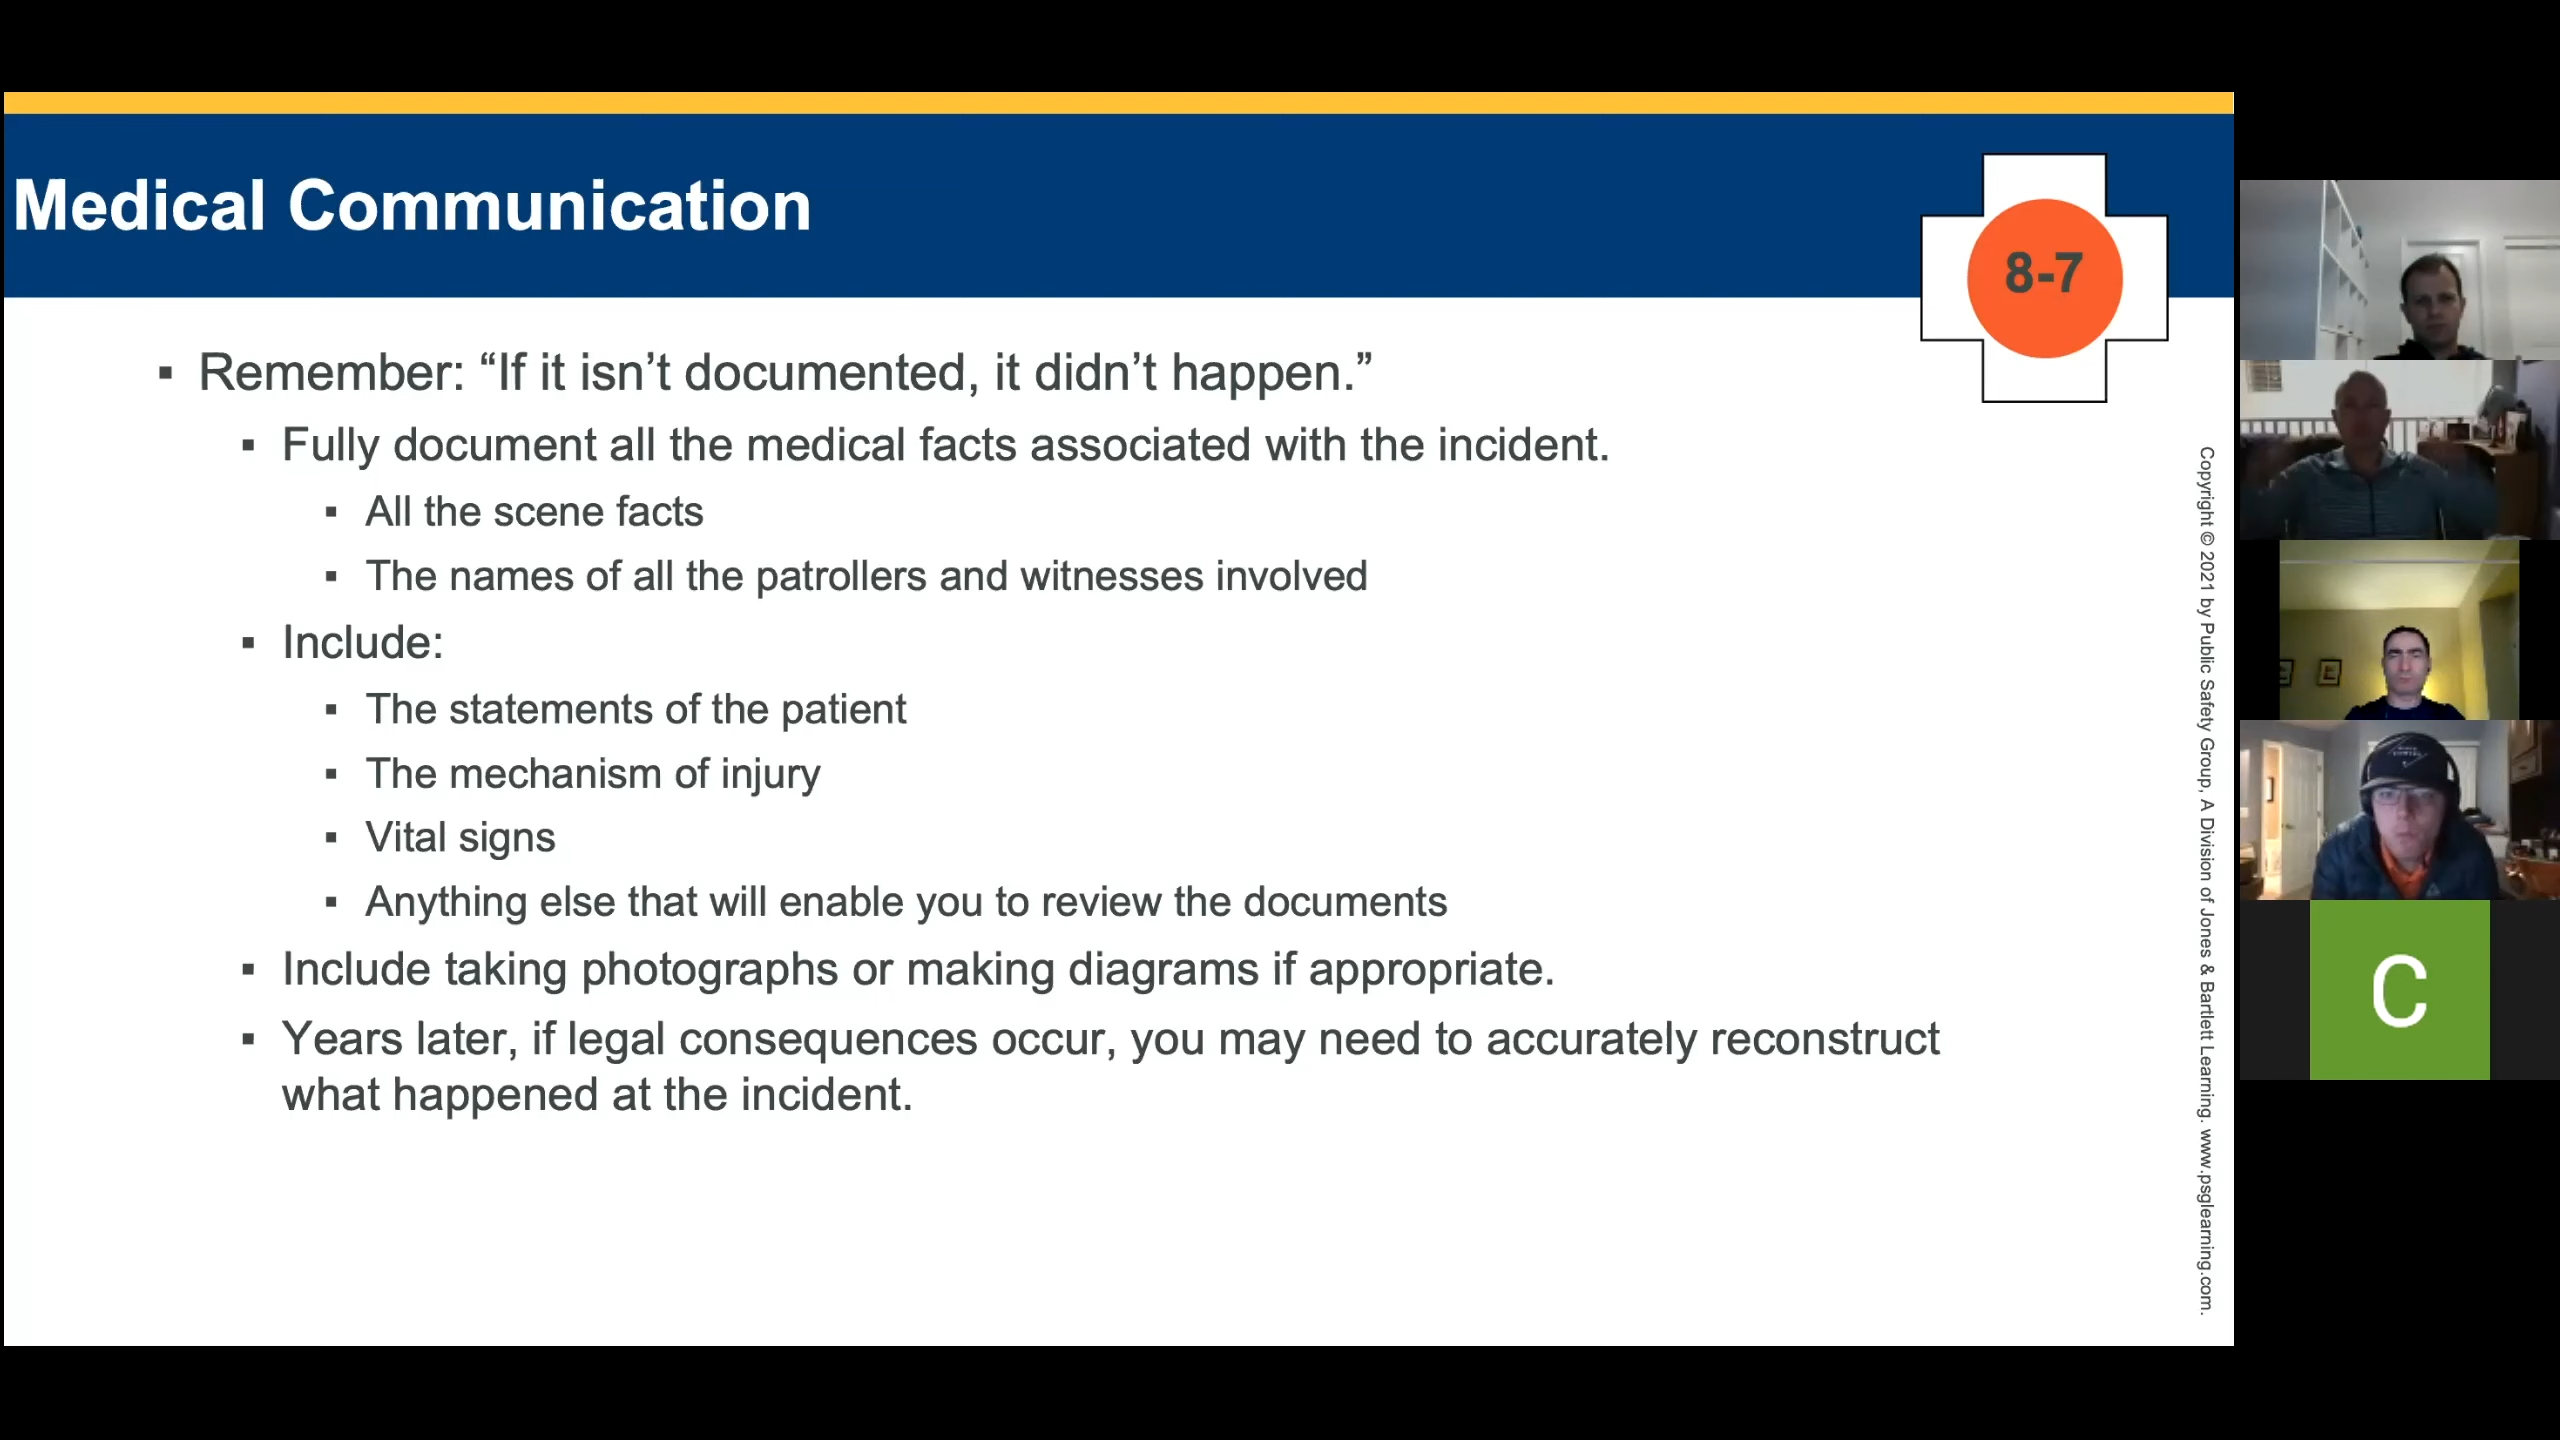 Medical Communication
8-7
▪ Remember: “If it isn’t documented, it didn’t happen.”
▪ Fully document all the medical facts associated with the incident.
▪ All the scene facts
▪ The names of all the patrollers and witnesses involved
▪ Include:
▪ The statements of the patient
▪ The mechanism of injury
▪ Vital signs
▪ Anything else that will enable you to review the documents
▪ Include taking photographs or making diagrams if appropriate.
▪ Years later, if legal consequences occur, you may need to accurately reconstruct
what happened at the incident.
Copyright © 2021 by Public Safety Group, A Division of Jones & Bartlett Learning. www.psglearning.com.
C